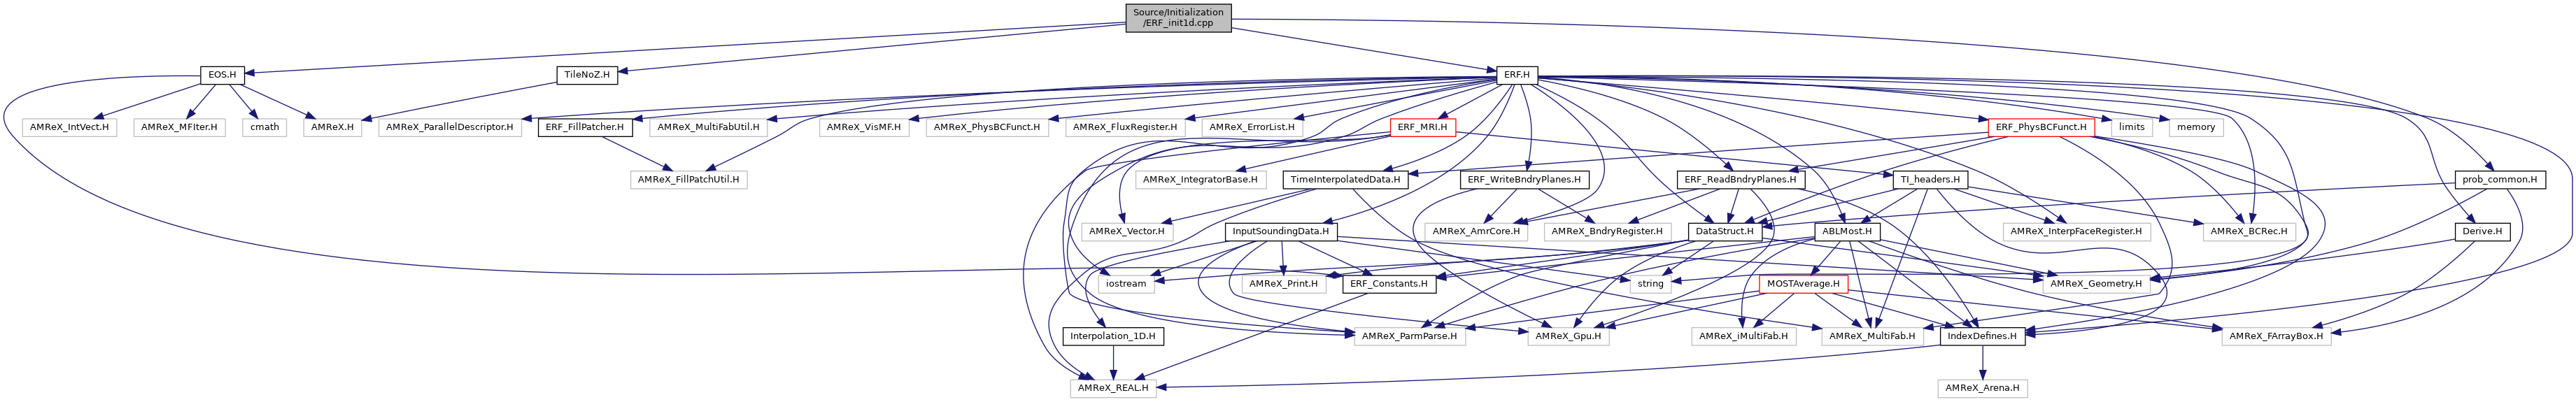 Source/Initialization
/ERF_init1d.cpp
EOS.H
TileNoZ.H
ERF.H
AMReX_IntVect.H
AMReX_MFIter.H
cmath
AMReX.H
AMReX_ParallelDescriptor.H
ERF_FillPatcher.H
AMReX_MultiFabUtil.H
AMReX_VisMF.H
AMReX_PhysBCFunct.H
AMReX_FluxRegister.H
AMReX_ErrorList.H
ERF_MRI.H
ERF_PhysBCFunct.H
limits
memory
AMReX_FillPatchUtil.H
AMReX_IntegratorBase.H
TimeInterpolatedData.H
ERF_WriteBndryPlanes.H
ERF_ReadBndryPlanes.H
TI_headers.H
prob_common.H
AMReX_Vector.H
InputSoundingData.H
AMReX_AmrCore.H
AMReX_BndryRegister.H
DataStruct.H
ABLMost.H
AMReX_InterpFaceRegister.H
AMReX_BCRec.H
Derive.H
iostream
AMReX_Print.H
ERF_Constants.H
string
MOSTAverage.H
AMReX_Geometry.H
Interpolation_1D.H
AMReX_ParmParse.H
AMReX_Gpu.H
AMReX_iMultiFab.H
AMReX_MultiFab.H
IndexDefines.H
AMReX_FArrayBox.H
AMReX_REAL.H
AMReX_Arena.H